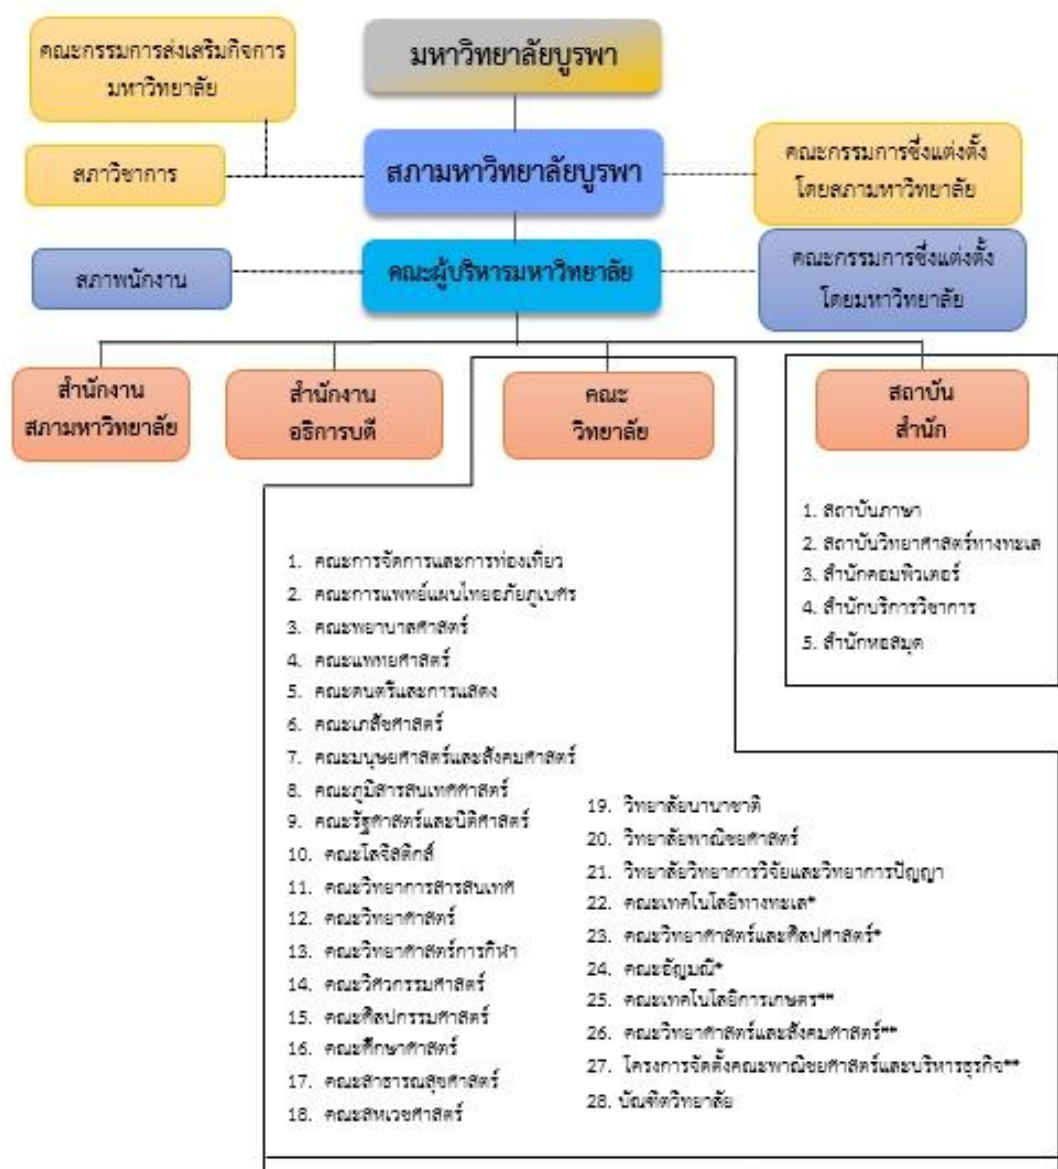 คณะกรรมการส่งเสริมกิจการ
มหาวิทยาลัย
มหาวิทยาลัยบูรพา
สภาวิชาการ
สภามหาวิทยาลัยบูรพา
คณะกรรมการซึ่งแต่งตั้ง
โดยสภามหาวิทยาลัย
สภาพนักงาน
คณะผู้บริหารมหาวิทยาลัย
คณะกรรมการซึ่งแต่งตั้ง
โดยมหาวิทยาลัย
สำนักงาน
สภามหาวิทยาลัย
สำนักงาน
อธิการบดี
คณะ
วิทยาลัย
สถาบัน
สำนัก
1. สถาบันภาษา
2. สถาบันวิทยาศาสตร์ทางทะเล
3. สำนักคอมพิวเตอร์
4. สำนักบริการวิชาการ
5. สำนักหอสมุด
1. คณะการจัดการและการท่องเที่ยว
2. คณะการแพทย์แผนไทยอภัยภูเบศร
3. คณะพยาบาลศาสตร์
4. คณะแพทยศาสตร์
5. คณะดนตรีและการแสดง
6. คณะเภสัชศาสตร์
7. คณะมนุษยศาสตร์และสังคมศาสตร์
8. คณะภูมิสารสนเทศศาสตร์
9. คณะรัฐศาสตร์และนิติศาสตร์
10. คณะโลจิสติกส์
11. คณะวิทยาการสารสนเทศ
12. คณะวิทยาศาสตร์
13. คณะวิทยาศาสตร์การกีฬา
14. คณะวิศวกรรมศาสตร์
15. คณะศิลปกรรมศาสตร์
16. คณะศึกษาศาสตร์
17. คณะสาธารณสุขศาสตร์
18. คณะสหเวชศาสตร์
19. วิทยาลัยนานาชาติ
20. วิทยาลัยพาณิชยศาสตร์
21. วิทยาลัยวิทยาการวิจัยและวิทยาการปัญญา
22. คณะเทคโนโลยีทางทะเล*
23. คณะวิทยาศาสตร์และศิลปศาสตร์*
24. คณะอัญมณี*
25. คณะเทคโนโลยีการเกษตร**
26. คณะวิทยาศาสตร์และสังคมศาสตร์**
27. โครงการจัดตั้งคณะพาณิชยศาสตร์และบริหารธุรกิจ**
28. บัณฑิตวิทยาลัย